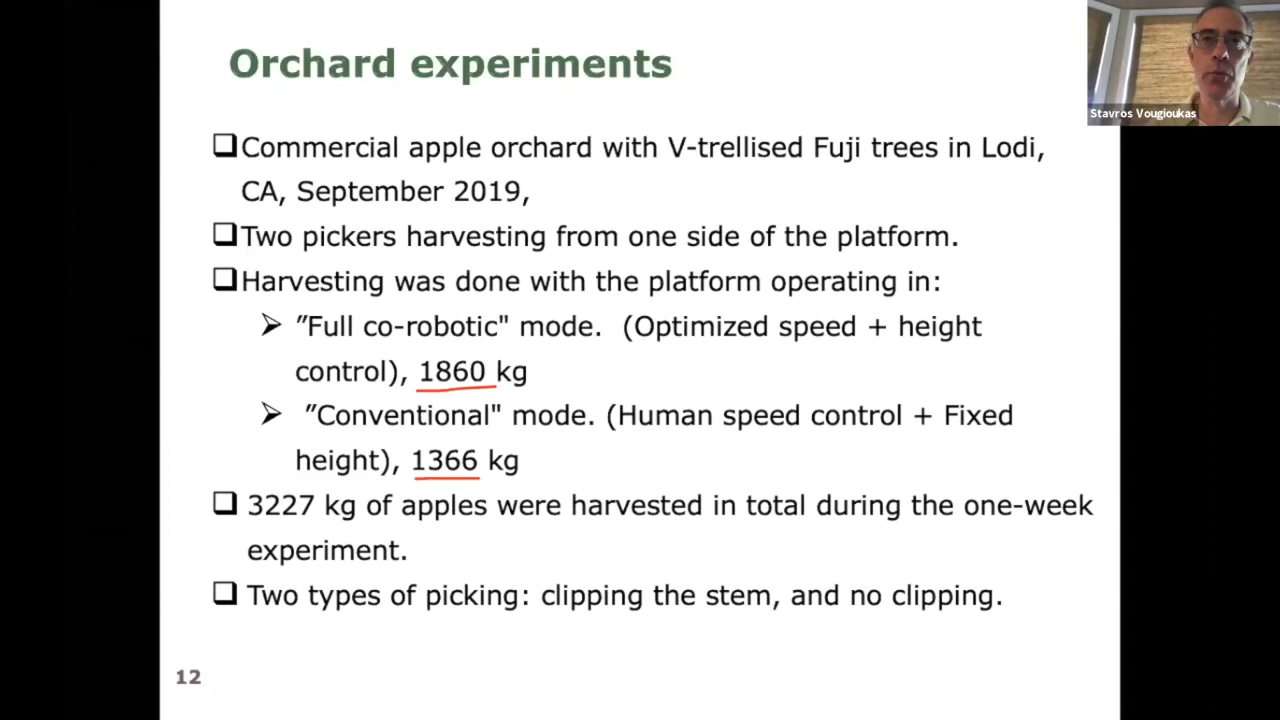 Orchard experiments
Stavros Vougioukas
❑Commercial apple orchard with V-trellised Fuji trees in Lodi,
CA, September 2019,
❑Two pickers harvesting from one side of the platform.
❑Harvesting was done with the platform operating in:
➢ ”Full co-robotic" mode. (Optimized speed + height
control), 1860 kg
➢ ”Conventional" mode. (Human speed control + Fixed
height), 1366 kg
❑ 3227 kg of apples were harvested in total during the one-week
experiment.
❑ Two types of picking: clipping the stem, and no clipping.
12